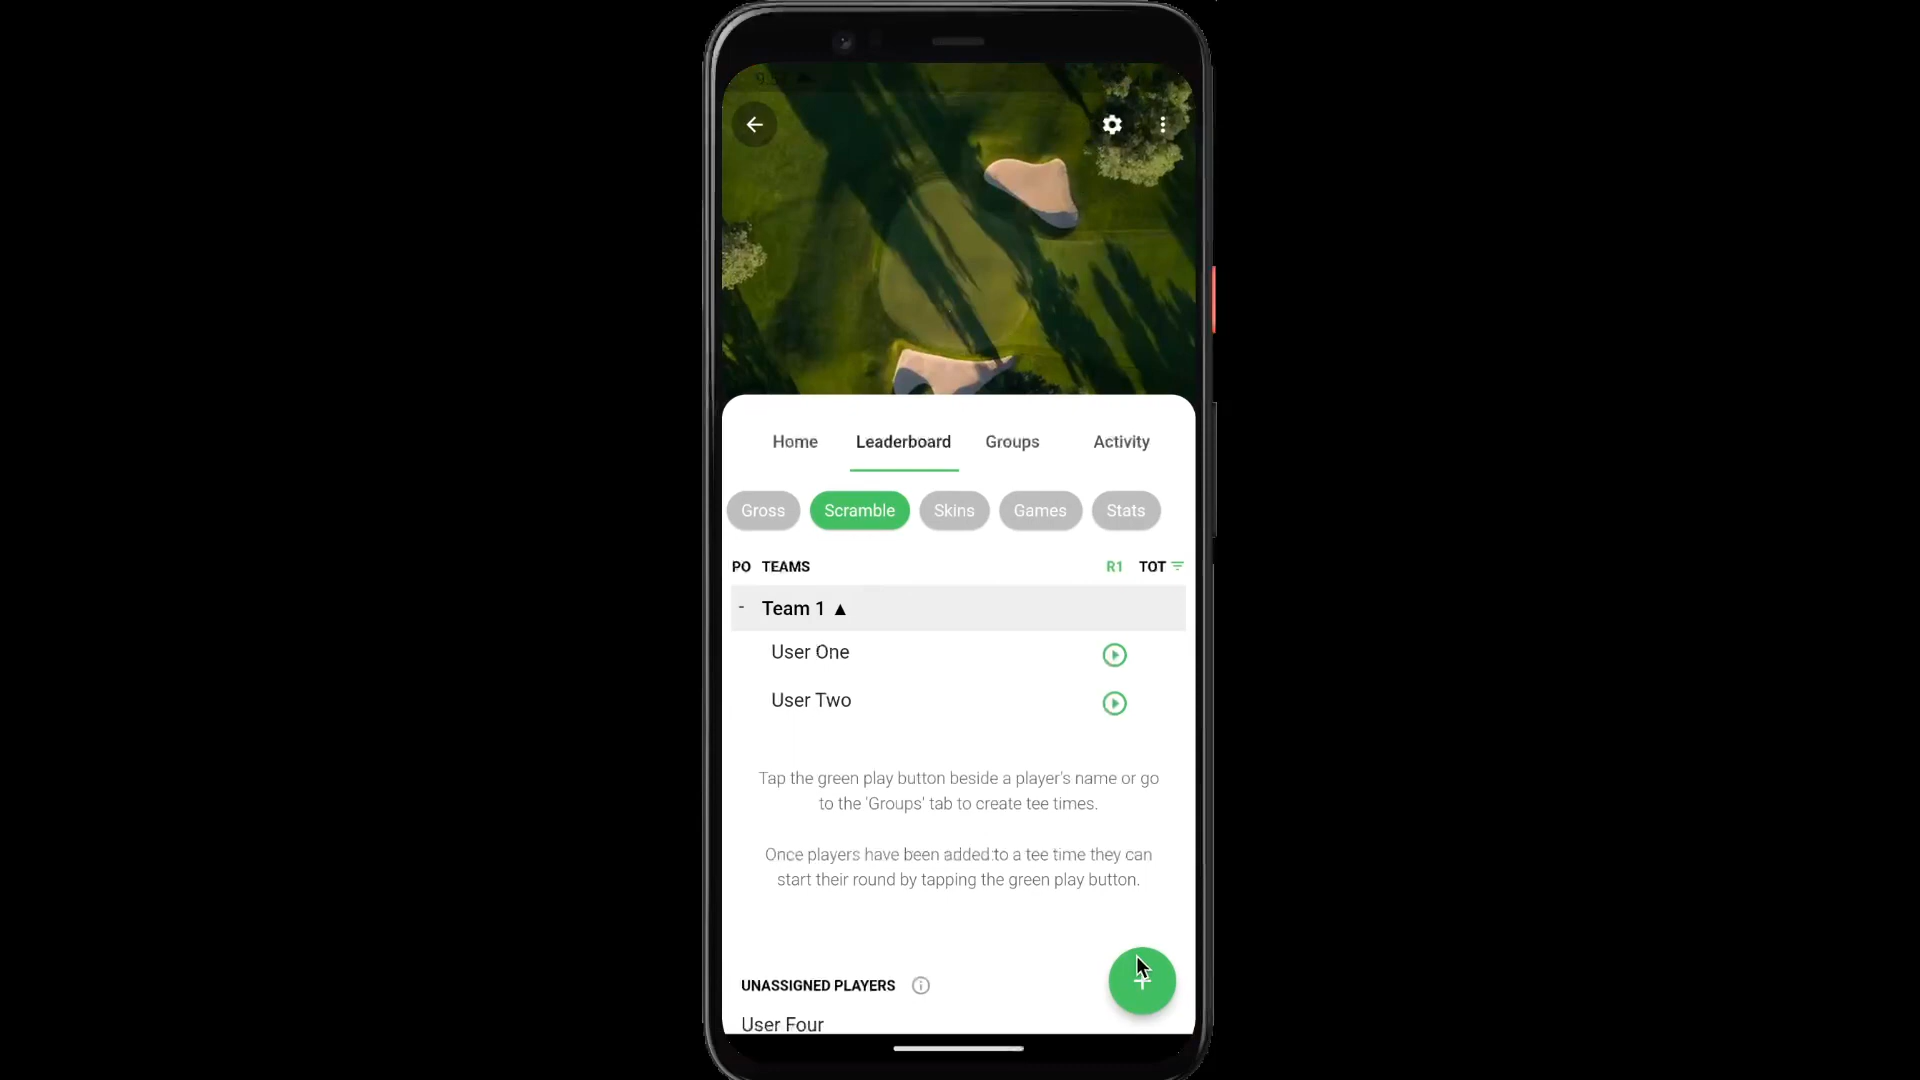 Home Leaderboard Groups Activity
Gross Scramble Skins Games Stats
PO TEAMS R1 TOT
- Team 1 ▲
User One
User Two
Tap the green play button beside a player's name or go
to the 'Groups' tab to create tee times.
Once players have been added to a tee time they can
start their round by tapping the green play button.
UNASSIGNED PLAYERS
User Four